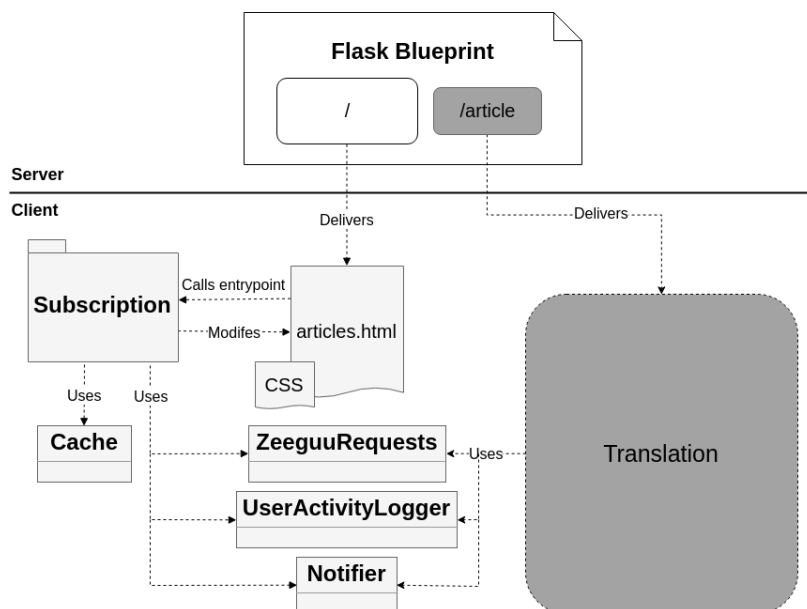 Flask Blueprint
/
/article
Server
Client
Delivers
Delivers
Subscription
Calls entrypoint
Modifes
articles.html
CSS
Uses
Uses
Cache
ZeeguuRequests
Uses
Translation
UserActivityLogger
Notifier